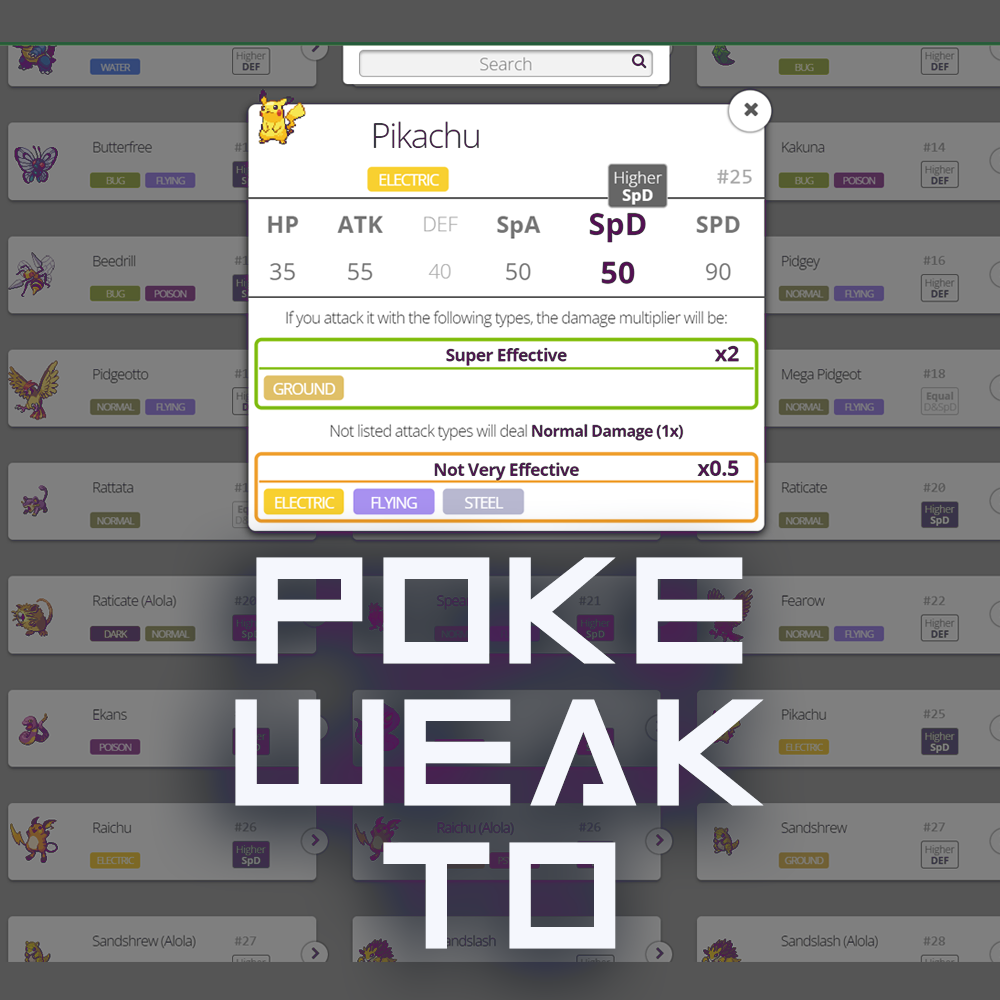 Search
WATER
Higher
DEF
BUG
Higher
DEF
Pikachu
ELECTRIC
Higher
SpD
#25
HP ATK DEF SpA SpD SPD
35 55 40 50 50 90
If you attack it with the following types, the damage multiplier will be:
Super Effective x2
GROUND
Not listed attack types will deal Normal Damage (1x)
Not Very Effective x0.5
ELECTRIC FLYING STEEL
Butterfree
BUG FLYING
Kakuna #14
BUG POISON
Higher
DEF
Beedrill
BUG POISON
Pidgey #16
NORMAL FLYING
Higher
DEF
Pidgeotto
NORMAL FLYING
Mega Pidgeot #18
NORMAL FLYING
Equal
D&SpD
Rattata
NORMAL
Raticate #20
NORMAL
Higher
SpD
Raticate (Alola) #20
DARK NORMAL
#21
Fearow #22
NORMAL FLYING
Higher
DEF
Ekans
POISON
Pikachu #25
ELECTRIC
Higher
SpD
Raichu #26
ELECTRIC
Higher
SpD
Raichu (Alola) #26
Sandshrew #27
GROUND
Higher
DEF
Sandshrew (Alola) #27
Higher
Sandslash (Alola) #28
Higher
POKE
WEAK
TO